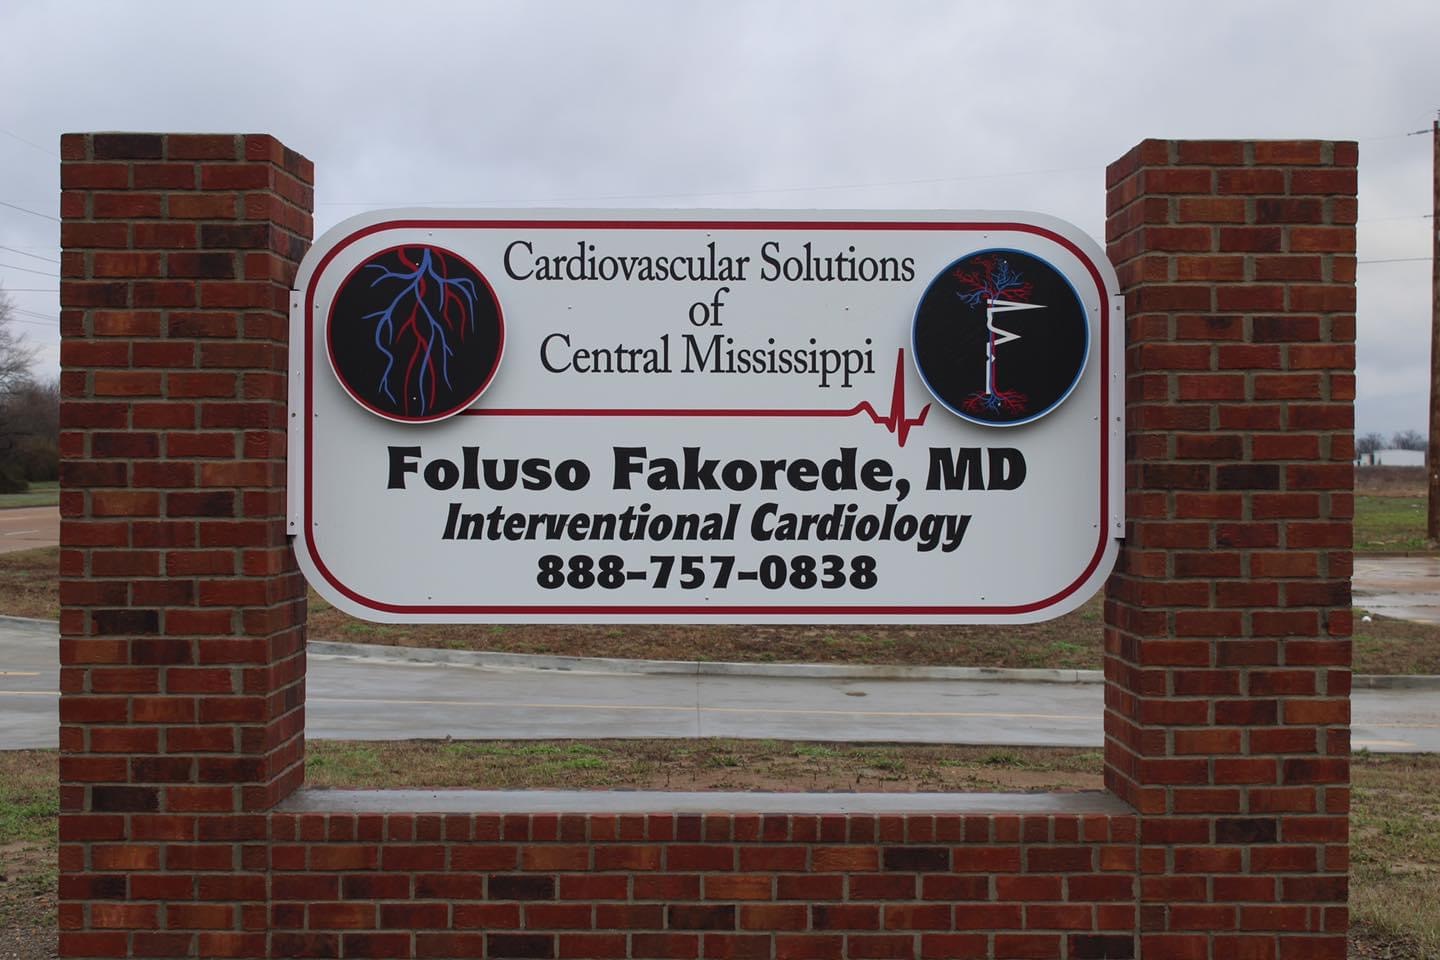 Cardiovascular Solutions
of
Central Mississippi
Foluso Fakorede, MD
Interventional Cardiology
888-757-0838